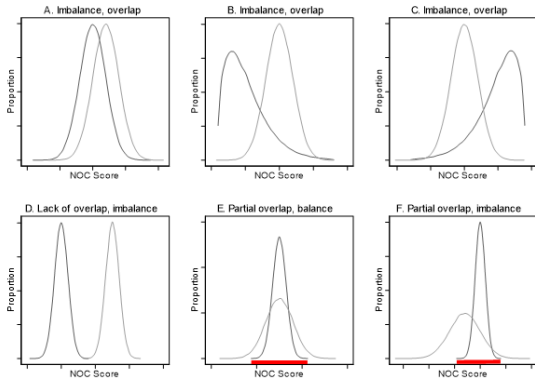 A. Imbalance, overlap
B. Imbalance, overlap
C. Imbalance, overlap
Proportion
Proportion
Proportion
NOC Score
NOC Score
NOC Score
D. Lack of overlap, imbalance
E. Partial overlap, balance
F. Partial overlap, imbalance
Proportion
Proportion
Proportion
NOC Score
NOC Score
NOC Score